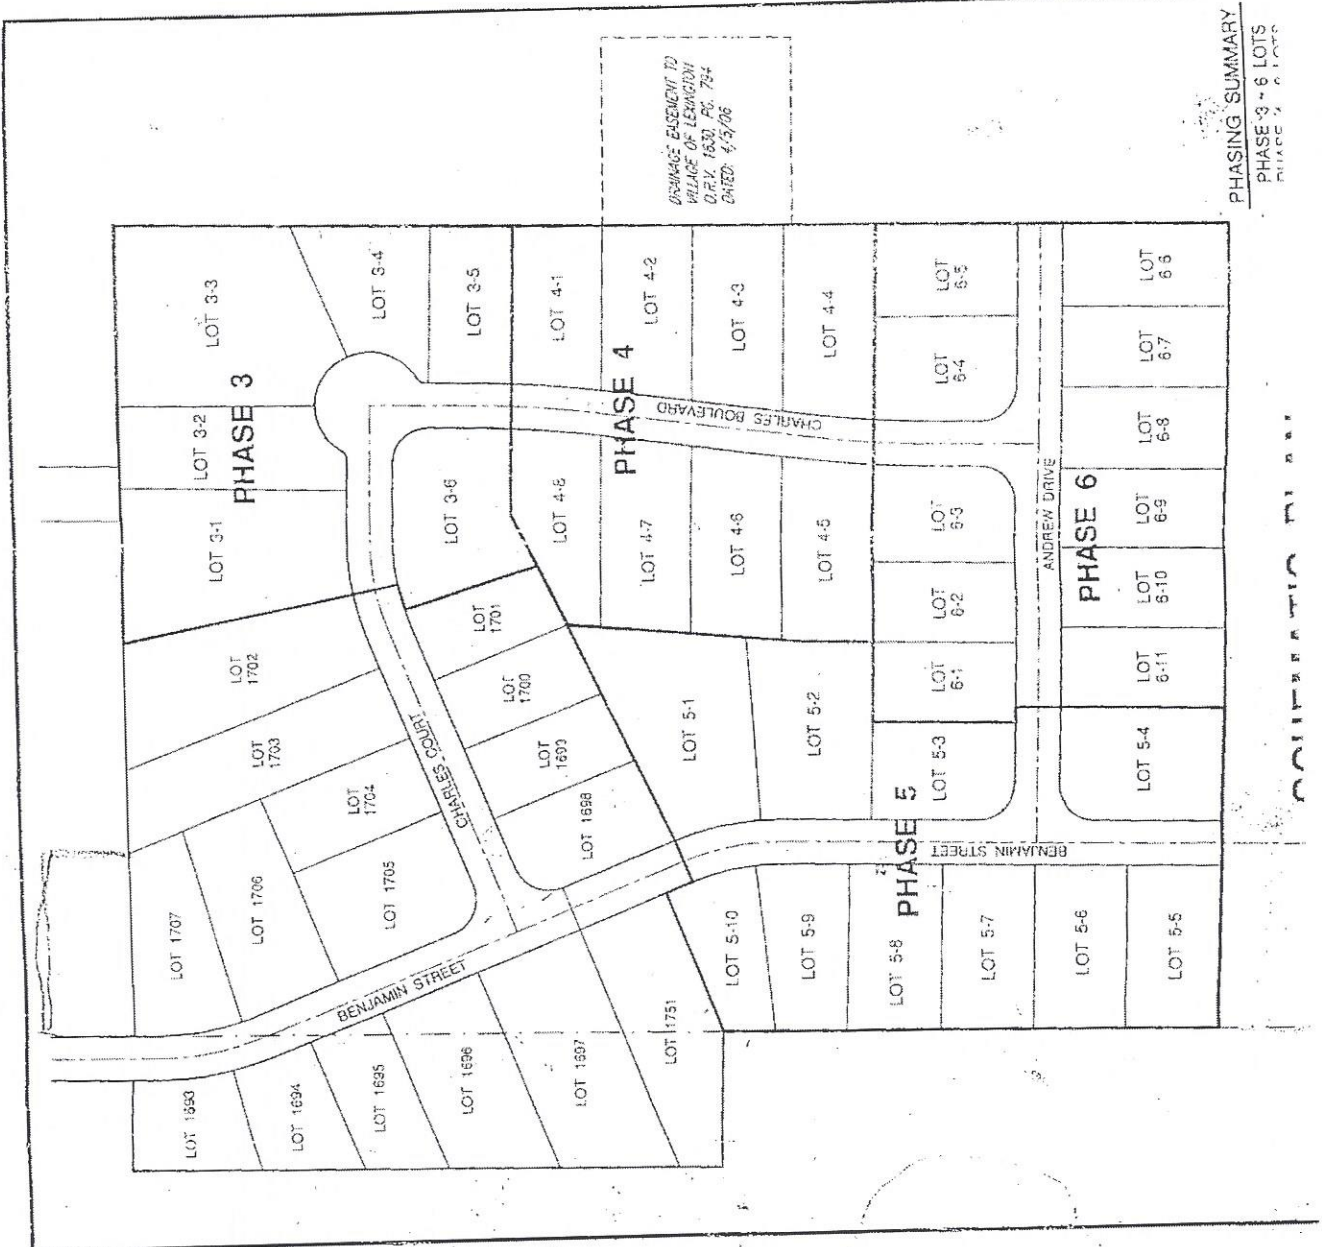 PHASING SUMMARY
PHASE 3 - 6 LOTS
DRAINAGE EASEMENT TO
VILLAGE OF LEXINGTON
O.R.V. 1630, PG. 794
DATED: 4/5/06
LOT 3-3
LOT 3-4
LOT 3-5
LOT 4-1
LOT 4-2
LOT 4-3
LOT 4-4
LOT
6-5
LOT
6 6
LOT
6-4
LOT
6-7
LOT 3-2
PHASE 3
PHASE 4
CHARLES BOULEVARD
LOT
6-8
LOT 3-1
LOT 3-6
LOT 4-8
LOT 4-7
LOT 4-6
LOT 4-5
LOT
6-3
ANDREW DRIVE
PHASE 6
LOT
6-9
LOT
6-2
LOT
6-10
LOT
1701
LOT
1702
LOT
1700
LOT
6-1
LOT
6-11
LOT
1703
CHARLES COURT
LOT
1699
LOT 5-1
LOT 5-2
LOT 5-3
LOT 5-4
LOT
1704
LOT 1698
PHASE 5
BENJAMIN STREET
LOT 1705
LOT 1706
LOT 1707
BENJAMIN STREET
LOT 5-10
LOT 5-9
LOT 5-8
LOT 5-7
LOT 5-6
LOT 5-5
LOT 1751
LOT 1697
LOT 1696
LOT 1695
LOT 1694
LOT 1693